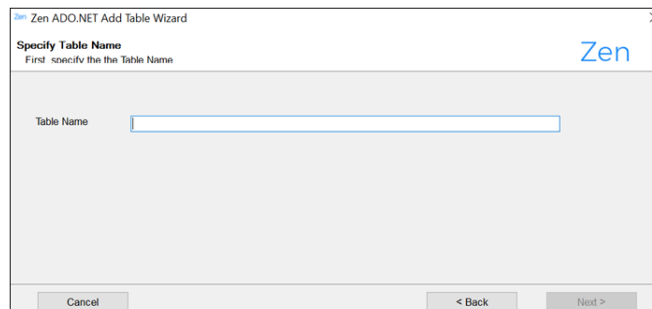 Zen Zen ADO.NET Add Table Wizard
Specify Table Name
First specify the the Table Name
Zen
Table Name
Cancel
< Back
Next >